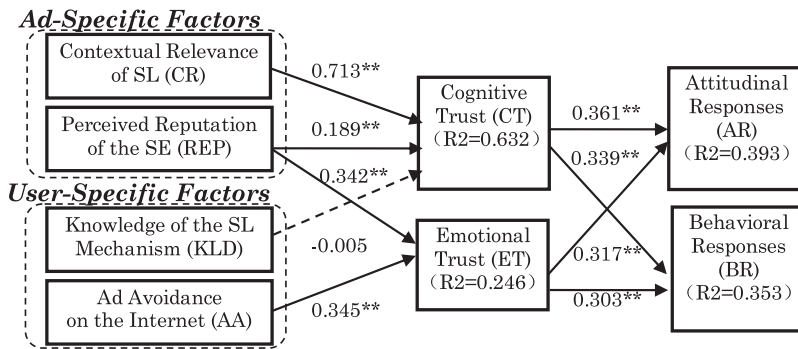 Ad-Specific Factors
Contextual Relevance
of SL (CR)
Perceived Reputation
of the SE (REP)
User-Specific Factors
Knowledge of the SL
Mechanism (KLD)
Ad Avoidance
on the Internet (AA)
0.713**
0.189**
0.342**
-0.005
0.345**
Cognitive
Trust (CT)
(R2=0.632)
Emotional
Trust (ET)
(R2=0.246)
0.361**
0.339**
0.317**
0.303**
Attitudinal
Responses
(AR)
(R2=0.393)
Behavioral
Responses
(BR)
(R2=0.353)